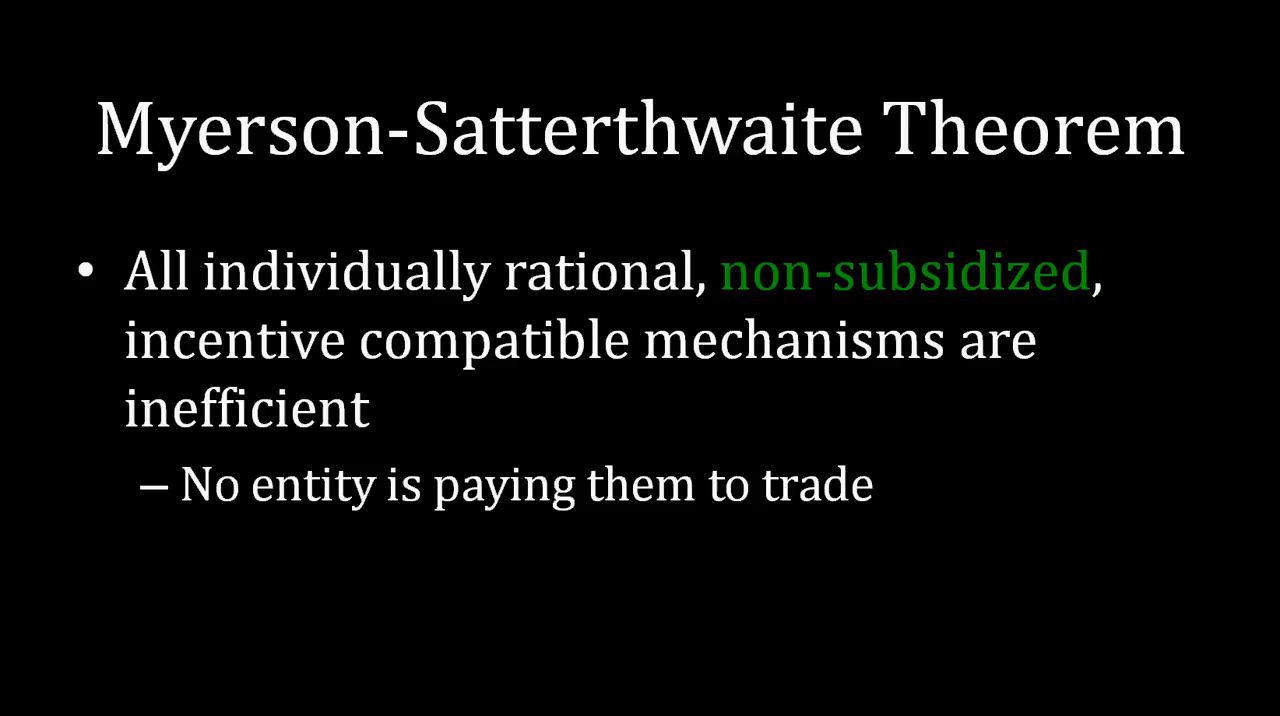 Myerson-Satterthwaite Theorem
• All individually rational, non-subsidized,
incentive compatible mechanisms are
inefficient
– No entity is paying them to trade